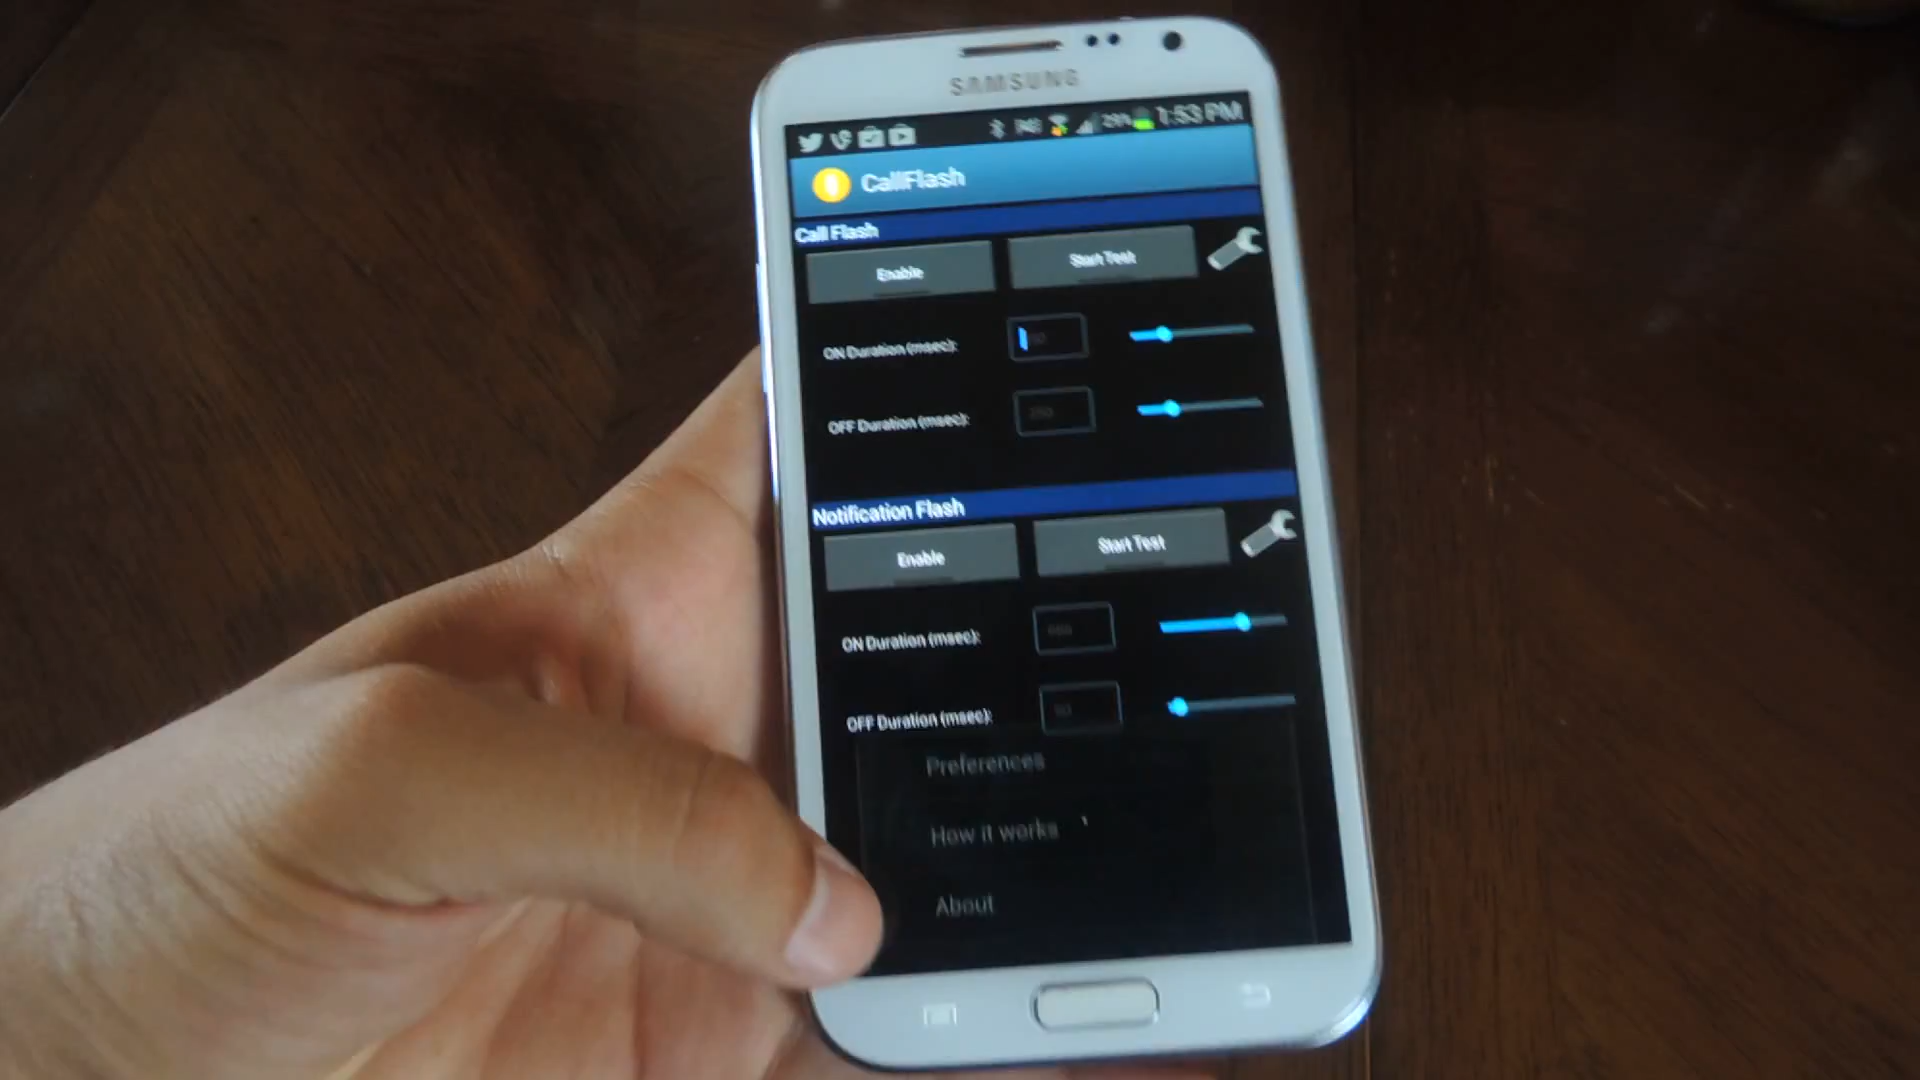 SAMSUNG
29% 1:53 PM
CallFlash
Call Flash
Enable Start Test
ON Duration (msec):
OFF Duration (msec):
Notification Flash
Enable Start Test
ON Duration (msec):
OFF Duration (msec):
Preferences
How it works
About